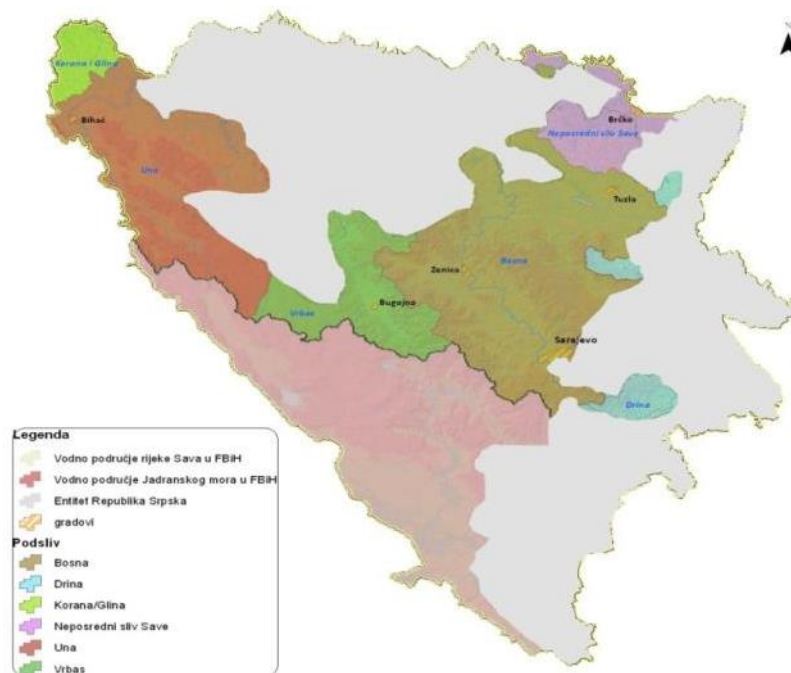 Korana i Glina
Bihać
Una
Brčko
Neposredni sliv Save
Tuzla
Zenica
Bosna
Bugojno
Vrbas
Sarajevo
Drina
Legenda
Vodno područje rijeke Sava u FBiH
Vodno područje Jadranskog mora u FBiH
Entitet Republika Srpska
gradovi
Podsliv
Bosna
Drina
Korana/Glina
Neposredni sliv Save
Una
Vrbas